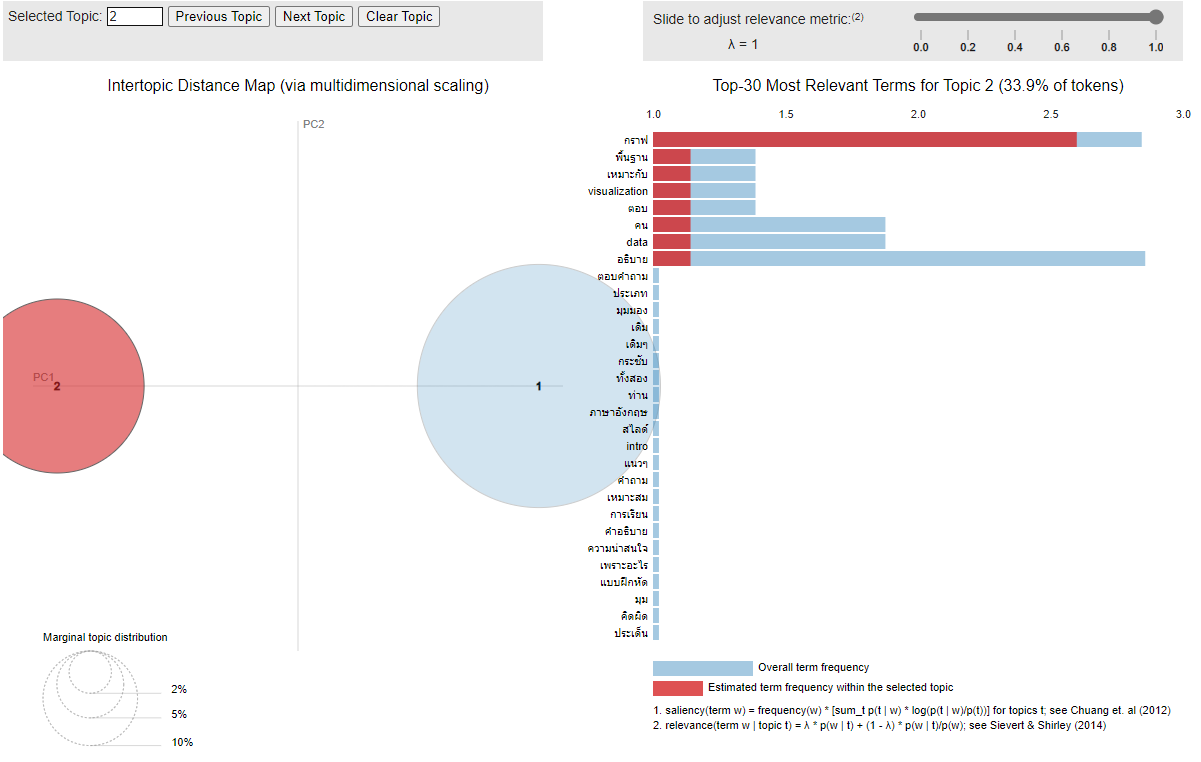 Selected Topic: 2 Previous Topic Next Topic Clear Topic
Slide to adjust relevance metric:(2)
λ = 1
0.0 0.2 0.4 0.6 0.8 1.0
Intertopic Distance Map (via multidimensional scaling)
PC2
PC1
2
1
Marginal topic distribution
2%
5%
10%
Top-30 Most Relevant Terms for Topic 2 (33.9% of tokens)
1.0 1.5 2.0 2.5 3.0
กราฟ
พื้นฐาน
เหมาะกับ
visualization
ตอบ
คน
data
อธิบาย
ตอบคำถาม
ประเภท
มุมมอง
เดิม
เดิมๆ
กระชับ
ทั้งสอง
ท่าน
ภาษาอังกฤษ
สไลด์
intro
แนวๆ
คำถาม
เหมาะสม
การเรียน
คำอธิบาย
ความน่าสนใจ
เพราะอะไร
แบบฝึกหัด
มุม
คิดผิด
ประเด็น
Overall term frequency
Estimated term frequency within the selected topic
1. saliency(term w) = frequency(w) * [sum_t p(t | w) * log(p(t | w)/p(t))] for topics t; see Chuang et. al (2012)
2. relevance(term w | topic t) = λ * p(w | t) + (1 - λ) * p(w | t)/p(w); see Sievert & Shirley (2014)